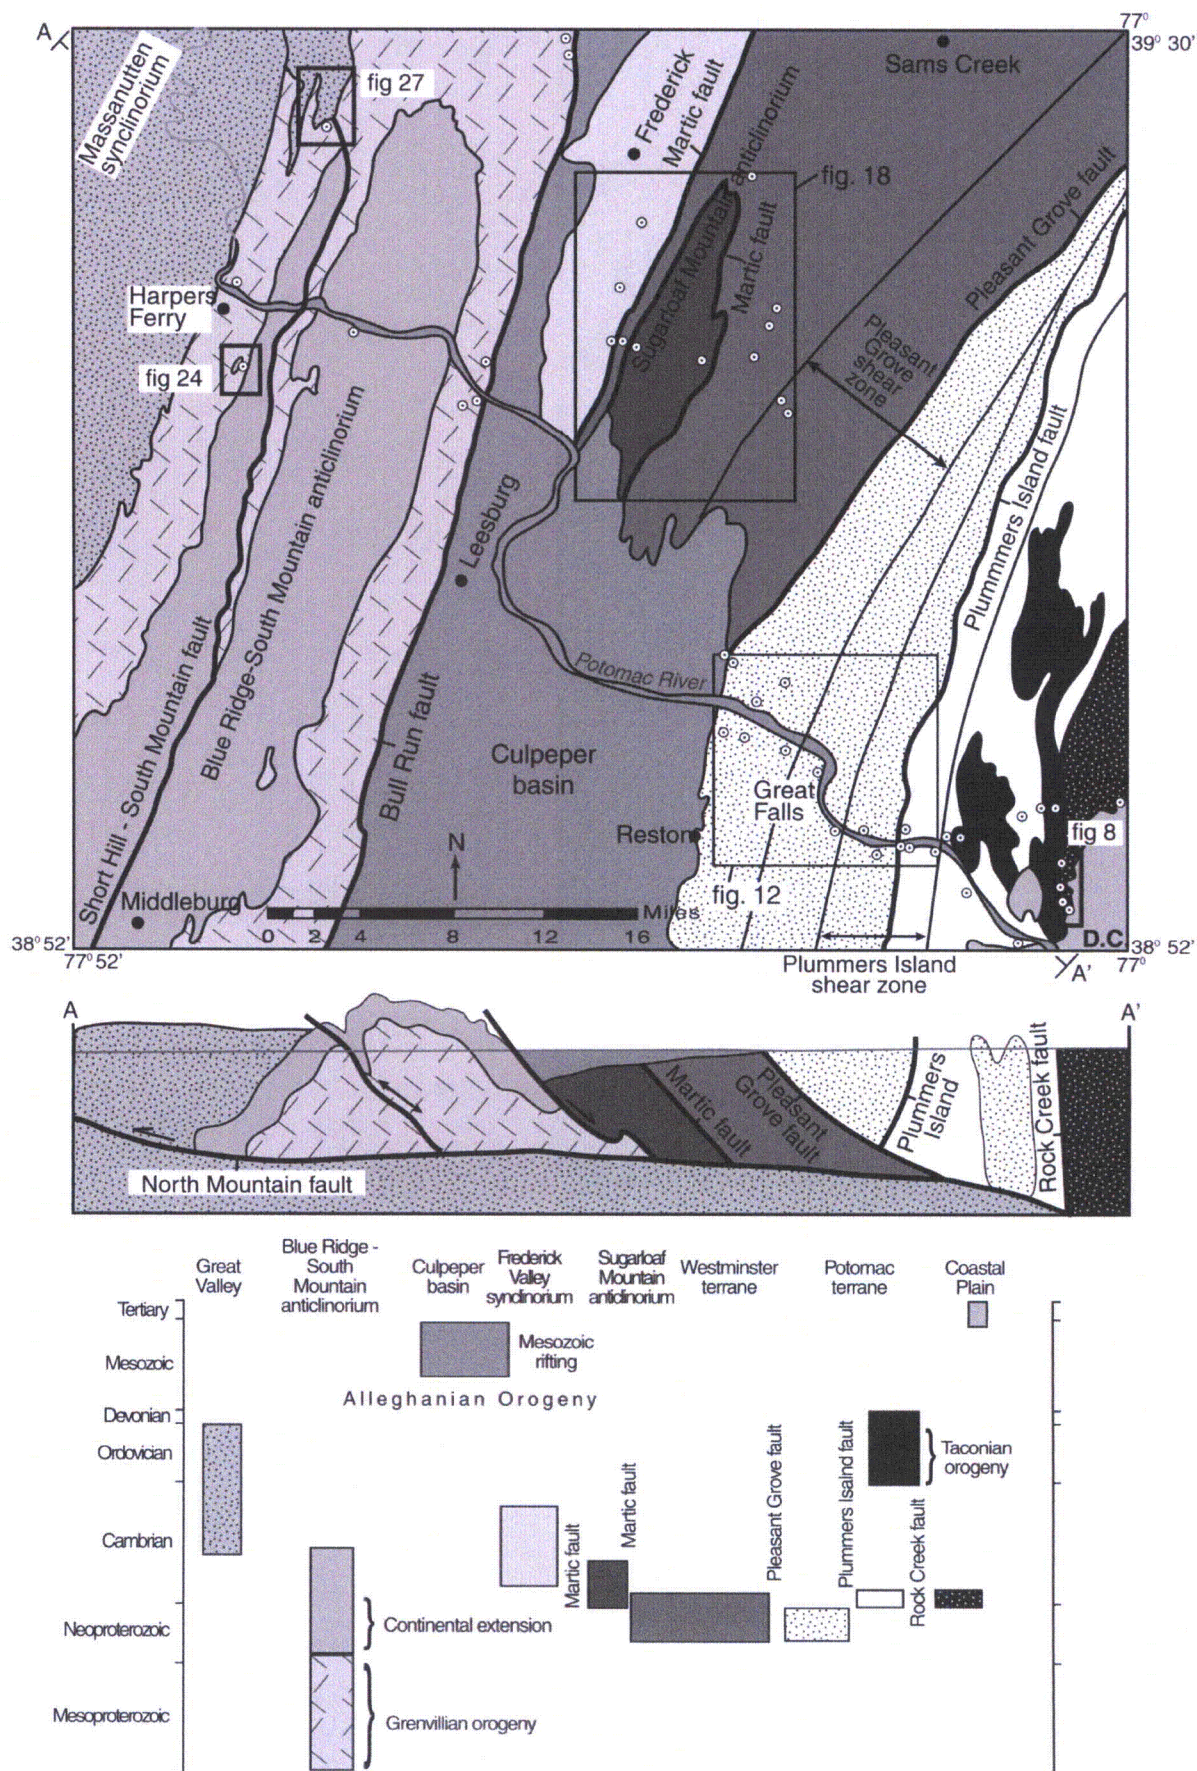 A
77°
39° 30'
Massanutten
synclinorium
fig 27
Frederick
Martic fault
Sams Creek
Sugarloaf Mountain anticlinorium
fig. 18
Martic fault
Pleasant Grove fault
Pleasant
Grove
shear
zone
Harpers
Ferry
fig 24
Plummmers Island fault
Leesburg
Blue Ridge-South Mountain anticlinorium
Short Hill - South Mountain fault
Bull Run fault
Potomac River
Culpeper
basin
Great
Falls
Reston
fig 8
N
fig. 12
Middleburg
Miles
0 2 4 8 12 16
D.C.
38° 52'
77° 52'
38° 52'
77°
Plummers Island
shear zone
A'
A
A'
Martic fault
Pleasant
Grove fault
Plummers
Island
Rock Creek fault
North Mountain fault
Great
Valley
Blue Ridge -
South
Mountain
anticlinorium
Culpeper
basin
Frederick
Valley
synclinorium
Sugarloaf
Mountain
anticlinorium
Westminster
terrane
Potomac
terrane
Coastal
Plain
Tertiary
Mesozoic
Mesozoic
rifting
Alleghanian Orogeny
Devonian
Ordovician
Taconian
orogeny
Cambrian
Martic fault
Martic fault
Pleasant Grove fault
Plummers Isalnd fault
Rock Creek fault
Neoproterozoic
Continental extension
Mesoproterozoic
Grenvillian orogeny